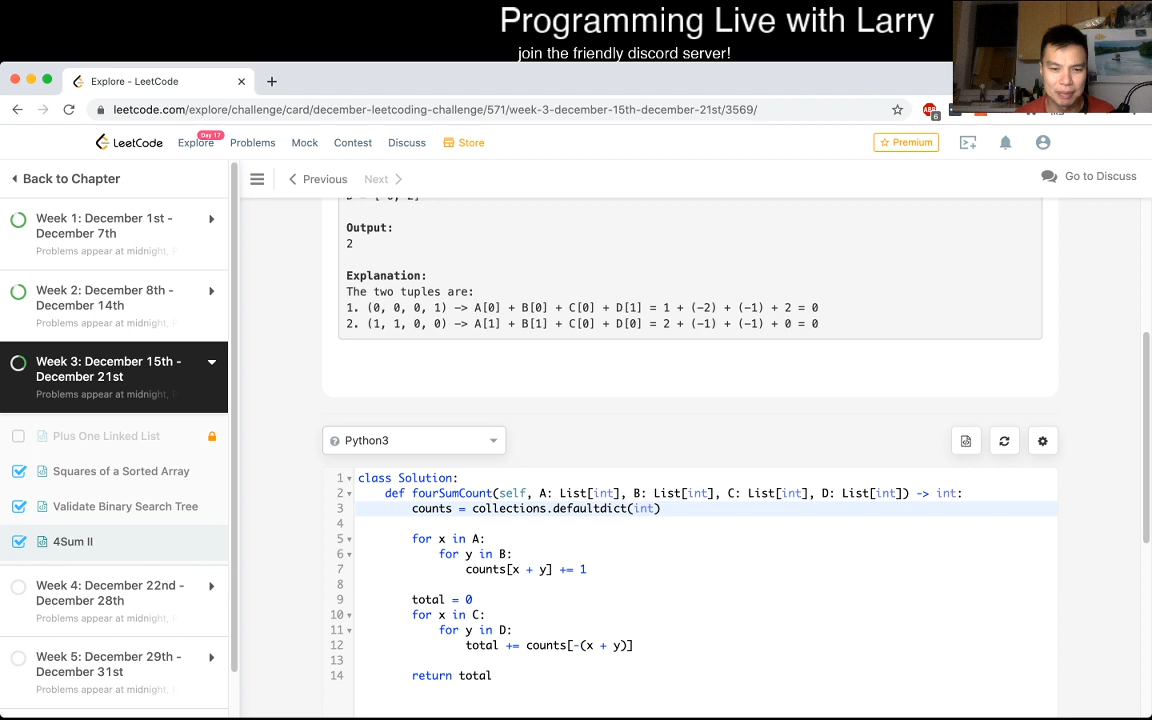 Programming Live with Larry
join the friendly discord server!
Explore - LeetCode
leetcode.com/explore/challenge/card/december-leetcoding-challenge/571/week-3-december-15th-december-21st/3569/
ABP
6
LeetCode
Explore
Day 17
Problems
Mock
Contest
Discuss
Store
Premium
Back to Chapter
Previous
Next
Go to Discuss
Week 1: December 1st -
December 7th
Problems appear at midnight,
Week 2: December 8th -
December 14th
Problems appear at midnight,
Week 3: December 15th -
December 21st
Problems appear at midnight,
Plus One Linked List
Squares of a Sorted Array
Validate Binary Search Tree
4Sum II
Week 4: December 22nd -
December 28th
Problems appear at midnight,
Week 5: December 29th -
December 31st
Problems appear at midnight,
Output:
2
Explanation:
The two tuples are:
1. (0, 0, 0, 1) -> A[0] + B[0] + C[0] + D[1] = 1 + (-2) + (-1) + 2 = 0
2. (1, 1, 0, 0) -> A[1] + B[1] + C[0] + D[0] = 2 + (-1) + (-1) + 0 = 0
Python3
1 class Solution:
2 def fourSumCount(self, A: List[int], B: List[int], C: List[int], D: List[int]) -> int:
3 counts = collections.defaultdict(int)
4
5 for x in A:
6 for y in B:
7 counts[x + y] += 1
8
9 total = 0
10 for x in C:
11 for y in D:
12 total += counts[-(x + y)]
13
14 return total